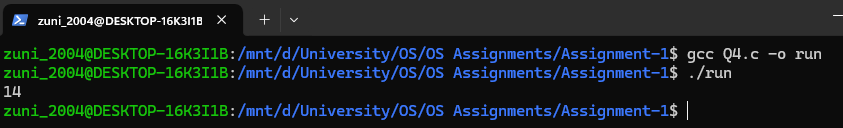 zuni_2004@DESKTOP-16K3I1B
zuni_2004@DESKTOP-16K3I1B:/mnt/d/University/OS/OS Assignments/Assignment-1$ gcc Q4.c -o run
zuni_2004@DESKTOP-16K3I1B:/mnt/d/University/OS/OS Assignments/Assignment-1$ ./run
14
zuni_2004@DESKTOP-16K3I1B:/mnt/d/University/OS/OS Assignments/Assignment-1$